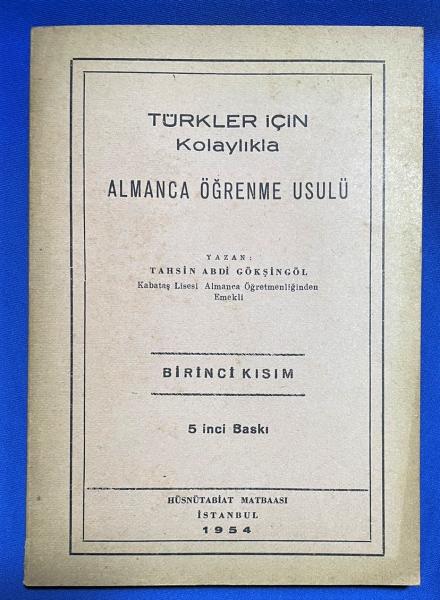 TÜRKLER İÇİN
Kolaylıkla
ALMANCA ÖĞRENME USULÜ
YAZAN:
TAHSİN ABDİ GÖKŞİNGÖL
Kabataş Lisesi Almanca Öğretmenliğinden
Emekli
BİRİNCİ KISIM
5 inci Baskı
HÜSNÜTABİAT MATBAASI
İSTANBUL
1954